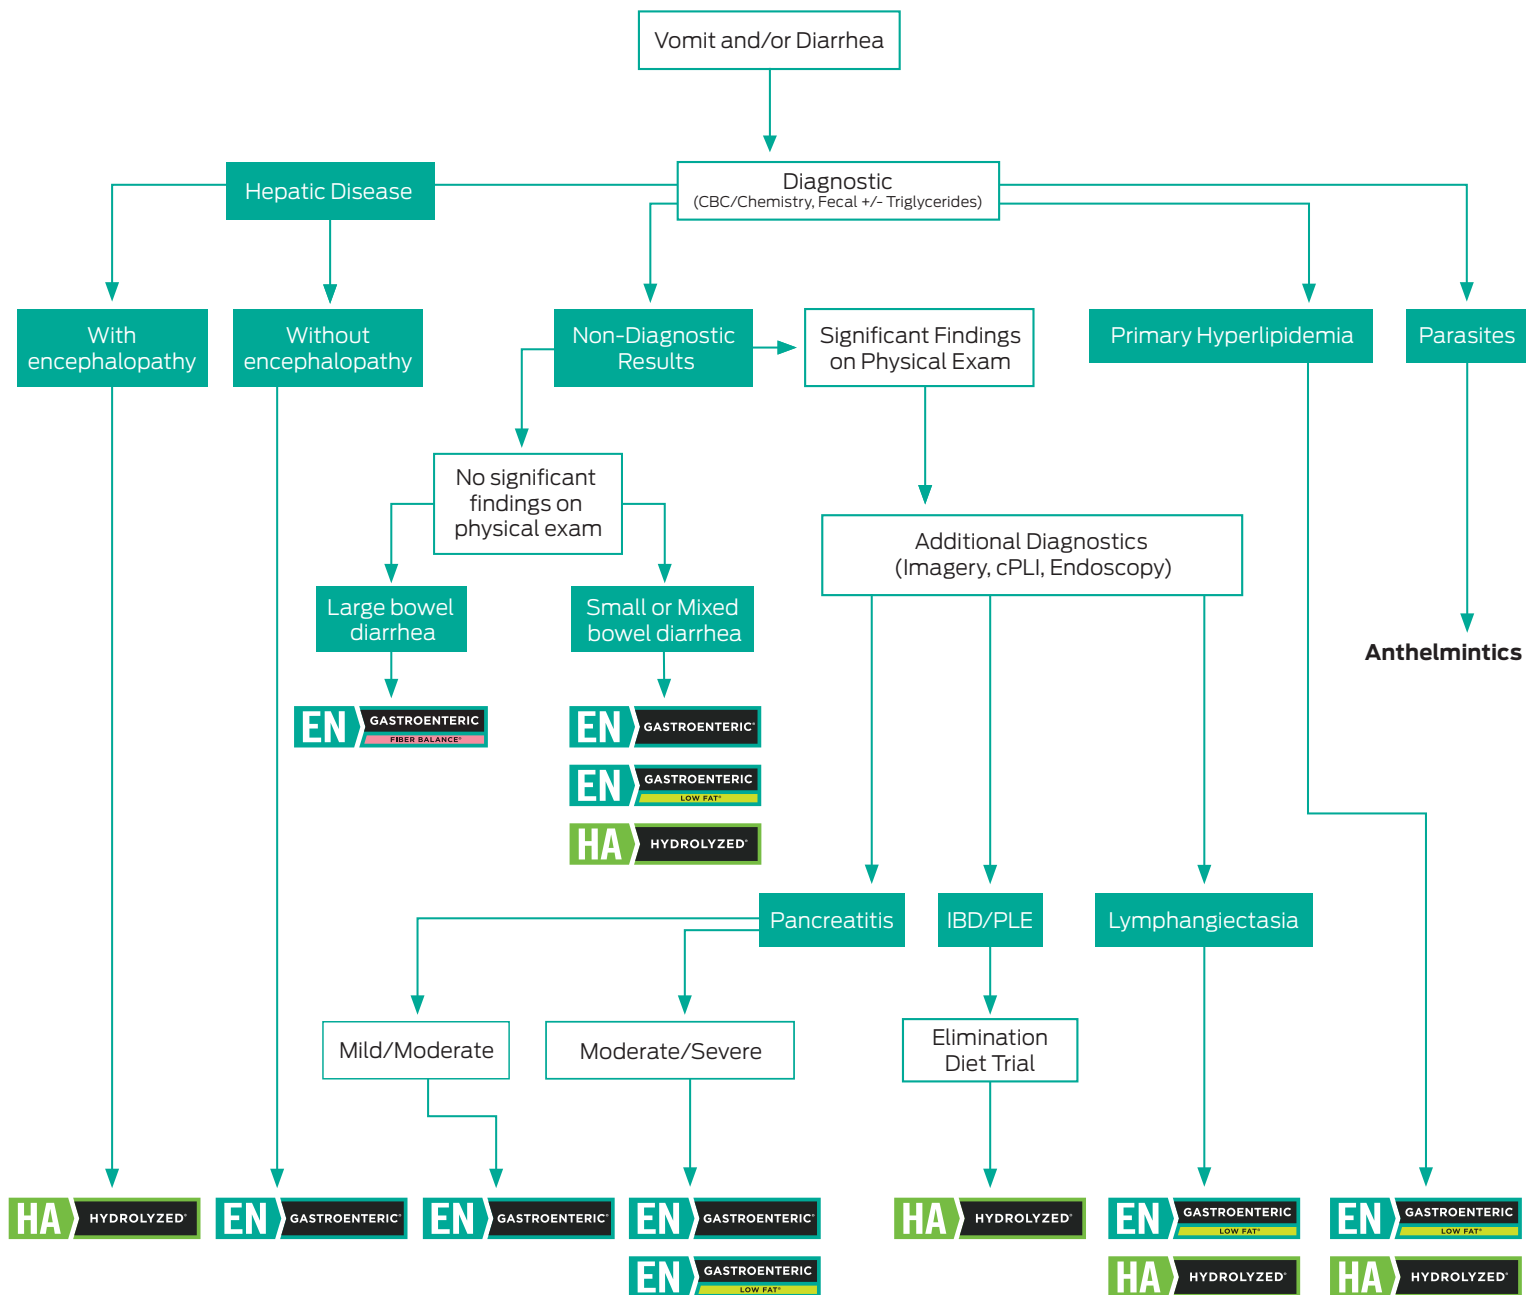 Vomit and/or Diarrhea
Hepatic Disease
Diagnostic
(CBC/Chemistry, Fecal +/- Triglycerides)
With
encephalopathy
Without
encephalopathy
Non-Diagnostic
Results
Significant Findings
on Physical Exam
Primary Hyperlipidemia
Parasites
No significant
findings on
physical exam
Additional Diagnostics
(Imagery, cPLI, Endoscopy)
Large bowel
diarrhea
Small or Mixed
bowel diarrhea
Anthelmintics
EN GASTROENTERIC
FIBER BALANCE®
EN GASTROENTERIC®
EN GASTROENTERIC
LOW FAT®
HA HYDROLYZED®
Pancreatitis
IBD/PLE
Lymphangiectasia
Mild/Moderate
Moderate/Severe
Elimination
Diet Trial
HA HYDROLYZED®
EN GASTROENTERIC®
EN GASTROENTERIC®
EN GASTROENTERIC®
EN GASTROENTERIC
LOW FAT®
HA HYDROLYZED®
EN GASTROENTERIC
LOW FAT®
HA HYDROLYZED®
EN GASTROENTERIC
LOW FAT®
HA HYDROLYZED®